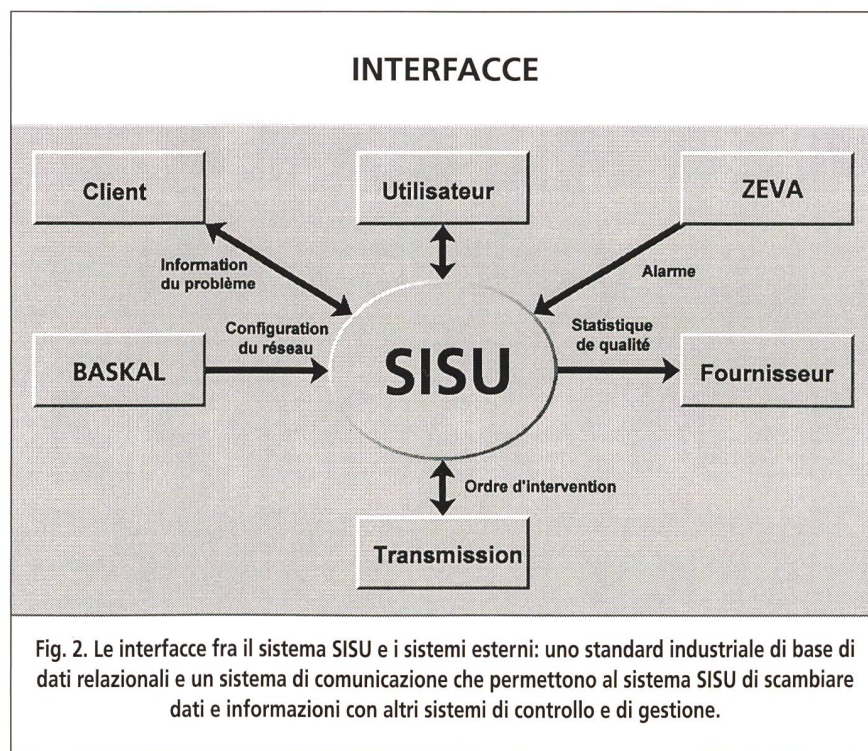 INTERFACCE
Client
Utilisateur
ZEVA
Information
du problème
Alarme
Configuration
du réseau
Statistique
de qualité
BASKAL
SISU
Fournisseur
Ordre d'intervention
Transmission
Fig. 2. Le interfacce fra il sistema SISU e i sistemi esterni: uno standard industriale di base di
dati relazionali e un sistema di comunicazione che permettono al sistema SISU di scambiare
dati e informazioni con altri sistemi di controllo e di gestione.